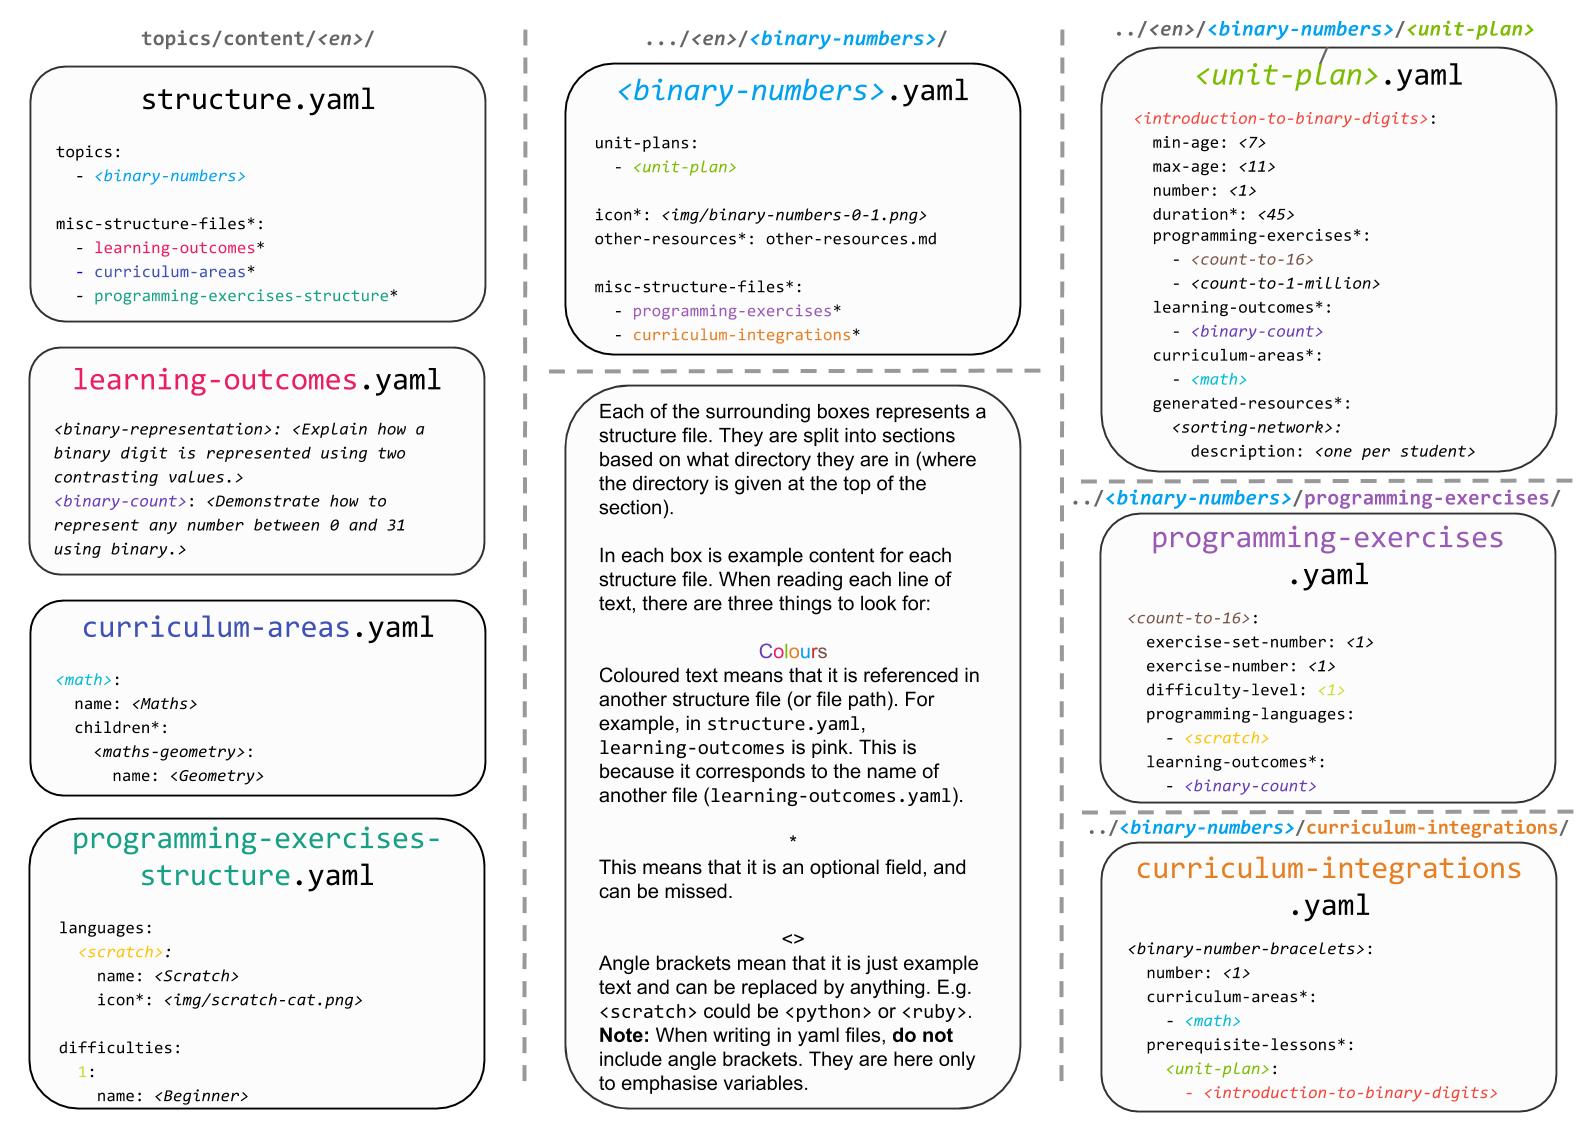 topics/content/<en>/
structure.yaml
topics:
- <binary-numbers>
misc-structure-files*:
- learning-outcomes*
- curriculum-areas*
- programming-exercises-structure*
learning-outcomes.yaml
<binary-representation>: <Explain how a
binary digit is represented using two
contrasting values.>
<binary-count>: <Demonstrate how to
represent any number between 0 and 31
using binary.>
curriculum-areas.yaml
<math>:
name: <Maths>
children*:
<maths-geometry>:
name: <Geometry>
programming-exercises-
structure.yaml
languages:
<scratch>:
name: <Scratch>
icon*: <img/scratch-cat.png>
difficulties:
1:
name: <Beginner>
.../<en>/<binary-numbers>/
<binary-numbers>.yaml
unit-plans:
- <unit-plan>
icon*: <img/binary-numbers-0-1.png>
other-resources*: other-resources.md
misc-structure-files*:
- programming-exercises*
- curriculum-integrations*
Each of the surrounding boxes represents a
structure file. They are split into sections
based on what directory they are in (where
the directory is given at the top of the
section).
In each box is example content for each
structure file. When reading each line of
text, there are three things to look for:
Colours
Coloured text means that it is referenced in
another structure file (or file path). For
example, in structure.yaml,
learning-outcomes is pink. This is
because it corresponds to the name of
another file (learning-outcomes.yaml).
*
This means that it is an optional field, and
can be missed.
<>
Angle brackets mean that it is just example
text and can be replaced by anything. E.g.
<scratch> could be <python> or <ruby>.
Note: When writing in yaml files, do not
include angle brackets. They are here only
to emphasise variables.
../<en>/<binary-numbers>/<unit-plan>
/
<unit-plan>.yaml
<introduction-to-binary-digits>:
min-age: <7>
max-age: <11>
number: <1>
duration*: <45>
programming-exercises*:
- <count-to-16>
- <count-to-1-million>
learning-outcomes*:
- <binary-count>
curriculum-areas*:
- <math>
generated-resources*:
<sorting-network>:
description: <one per student>
../<binary-numbers>/programming-exercises/
programming-exercises
.yaml
<count-to-16>:
exercise-set-number: <1>
exercise-number: <1>
difficulty-level: <1>
programming-languages:
- <scratch>
learning-outcomes*:
- <binary-count>
../<binary-numbers>/curriculum-integrations/
curriculum-integrations
.yaml
<binary-number-bracelets>:
number: <1>
curriculum-areas*:
- <math>
prerequisite-lessons*:
<unit-plan>:
- <introduction-to-binary-digits>